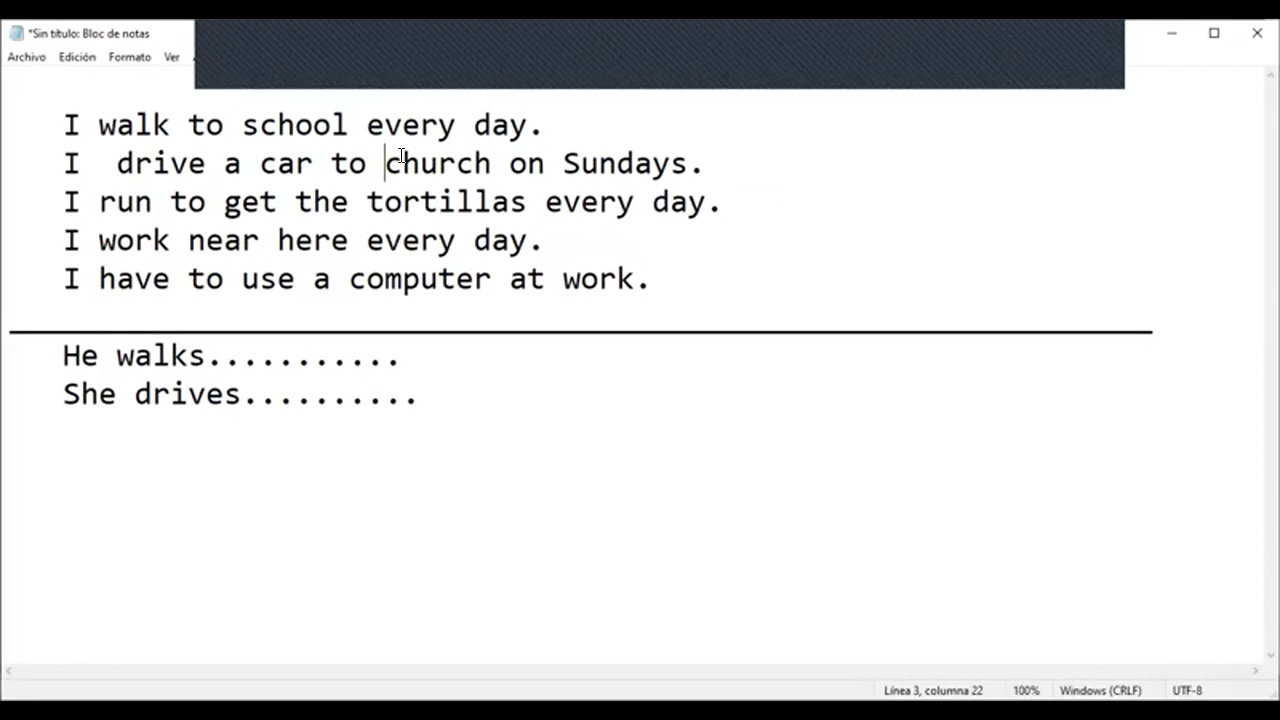 *Sin título: Bloc de notas
Archivo Edición Formato Ver
I walk to school every day.
I  drive a car to church on Sundays.
I run to get the tortillas every day.
I work near here every day.
I have to use a computer at work.
He walks...........
She drives..........
Línea 3, columna 22 100% Windows (CRLF) UTF-8